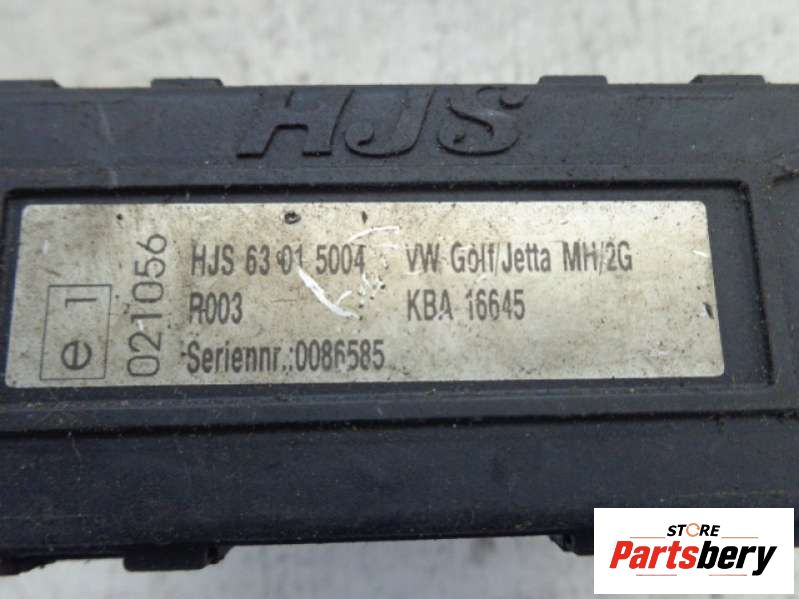 HJS
e 1
021056
HJS 63 01 5004 VW Golf/Jetta MH/2G
R003 KBA 16645
Seriennr.:0086585
STORE
Partsbery